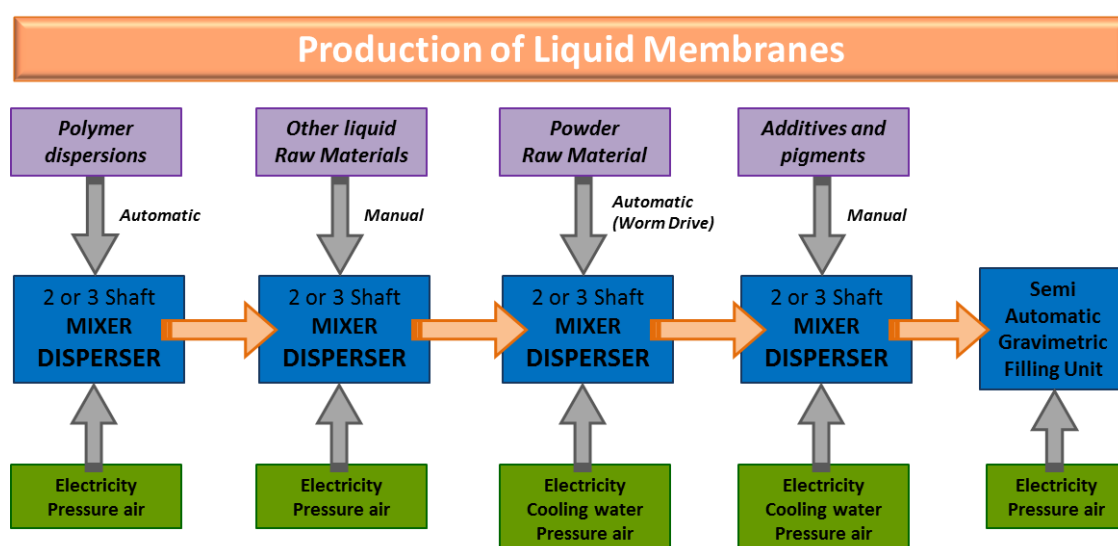 Production of Liquid Membranes
Polymer
dispersions
Other liquid
Raw Materials
Powder
Raw Material
Additives and
pigments
Automatic
Manual
Automatic
(Worm Drive)
Manual
2 or 3 Shaft
MIXER
DISPERSER
2 or 3 Shaft
MIXER
DISPERSER
2 or 3 Shaft
MIXER
DISPERSER
2 or 3 Shaft
MIXER
DISPERSER
Semi
Automatic
Gravimetric
Filling Unit
Electricity
Pressure air
Electricity
Pressure air
Electricity
Cooling water
Pressure air
Electricity
Cooling water
Pressure air
Electricity
Pressure air